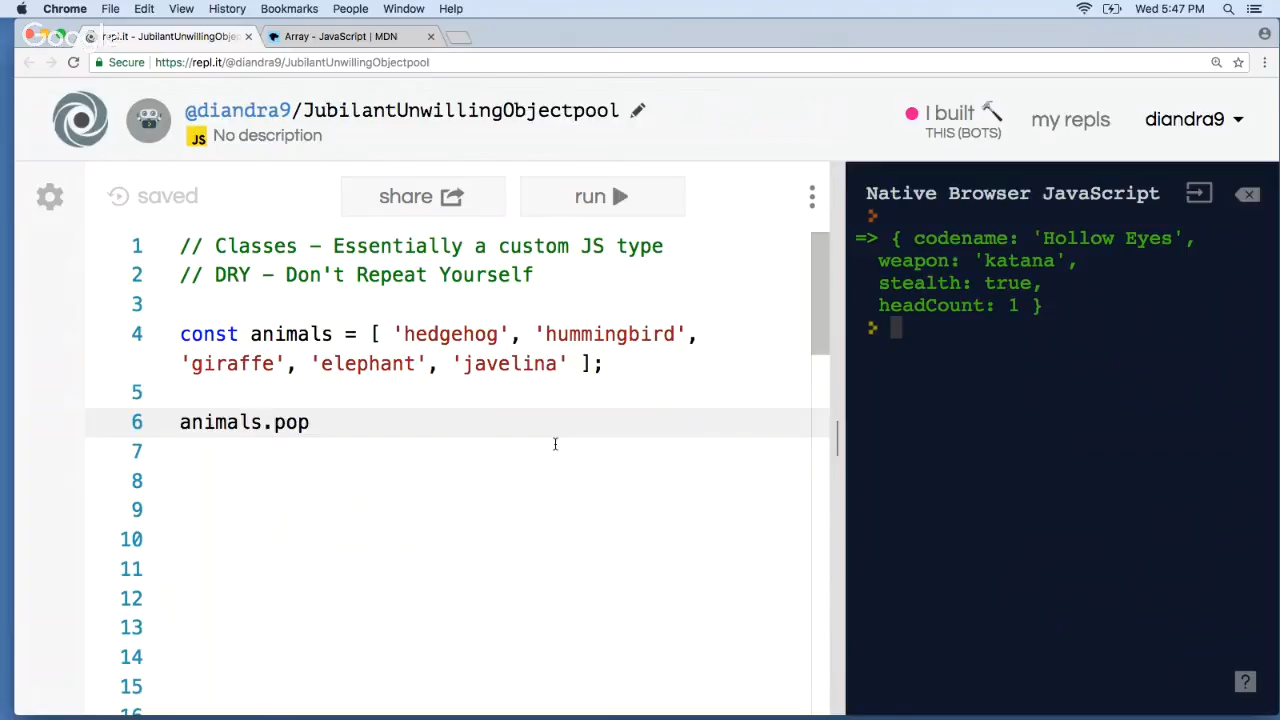 Chrome File Edit View History Bookmarks People Window Help Wed 5:47 PM
Google
repl.it - JubilantUnwillingObjec Array - JavaScript | MDN
Secure https://repl.it/@diandra9/JubilantUnwillingObjectpool
@diandra9/JubilantUnwillingObjectpool
JS No description
I built
THIS (BOTS)
my repls
diandra9
saved
share
run
1 // Classes – Essentially a custom JS type
2 // DRY – Don't Repeat Yourself
3
4 const animals = [ 'hedgehog', 'hummingbird',
'giraffe', 'elephant', 'javelina' ];
5
6 animals.pop
7
8
9
10
11
12
13
14
15
16
Native Browser JavaScript
=> { codename: 'Hollow Eyes',
weapon: 'katana',
stealth: true,
headCount: 1 }
?